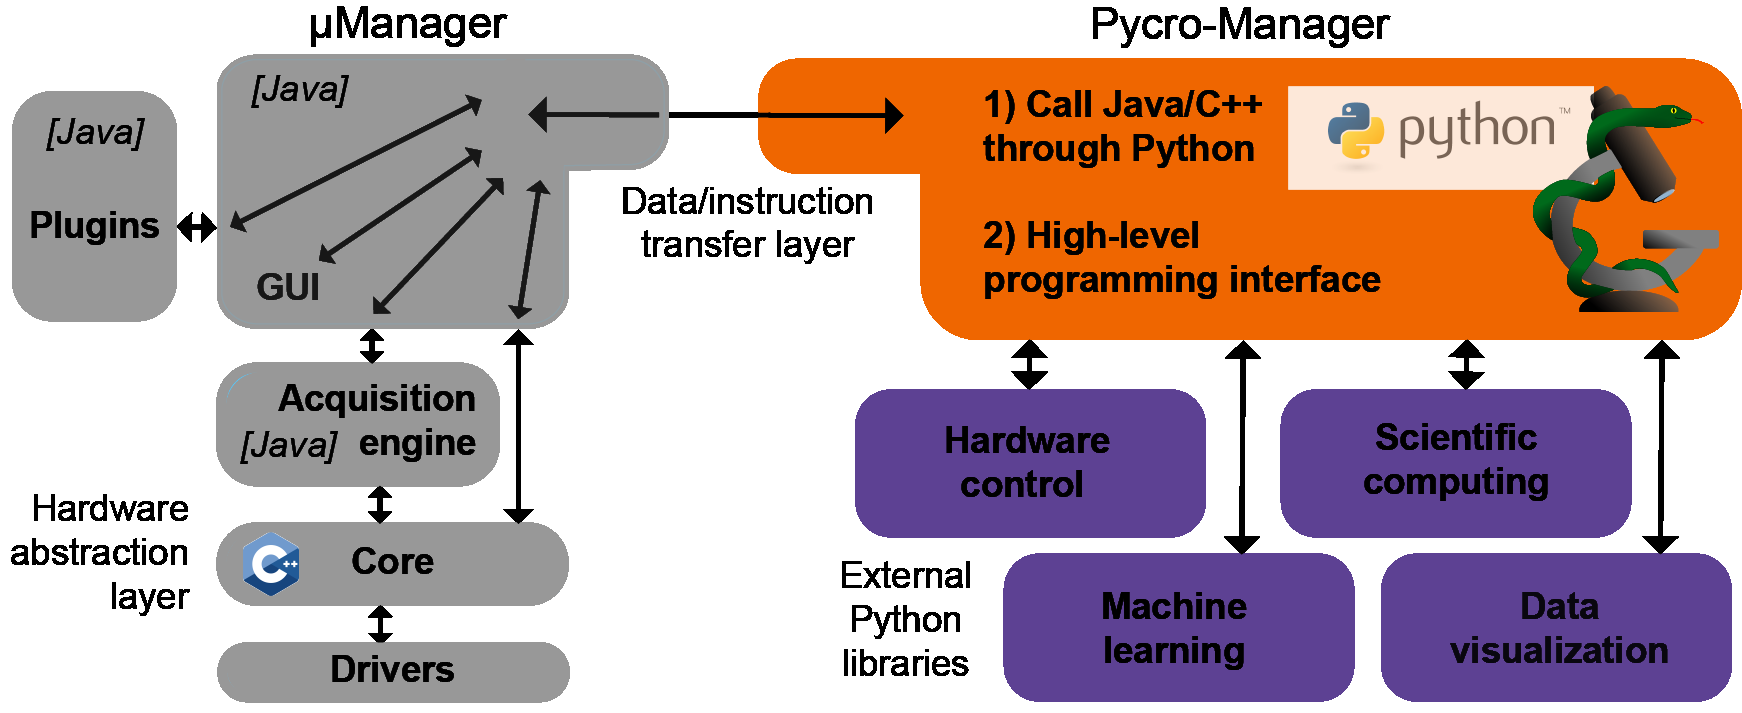 µManager
Pycro-Manager
[Java]
[Java]
Plugins
GUI
Data/instruction
transfer layer
1) Call Java/C++
through Python
2) High-level
programming interface
python™
Acquisition
[Java] engine
Hardware
abstraction
layer
C++
Core
Drivers
Hardware
control
Scientific
computing
External
Python
libraries
Machine
learning
Data
visualization